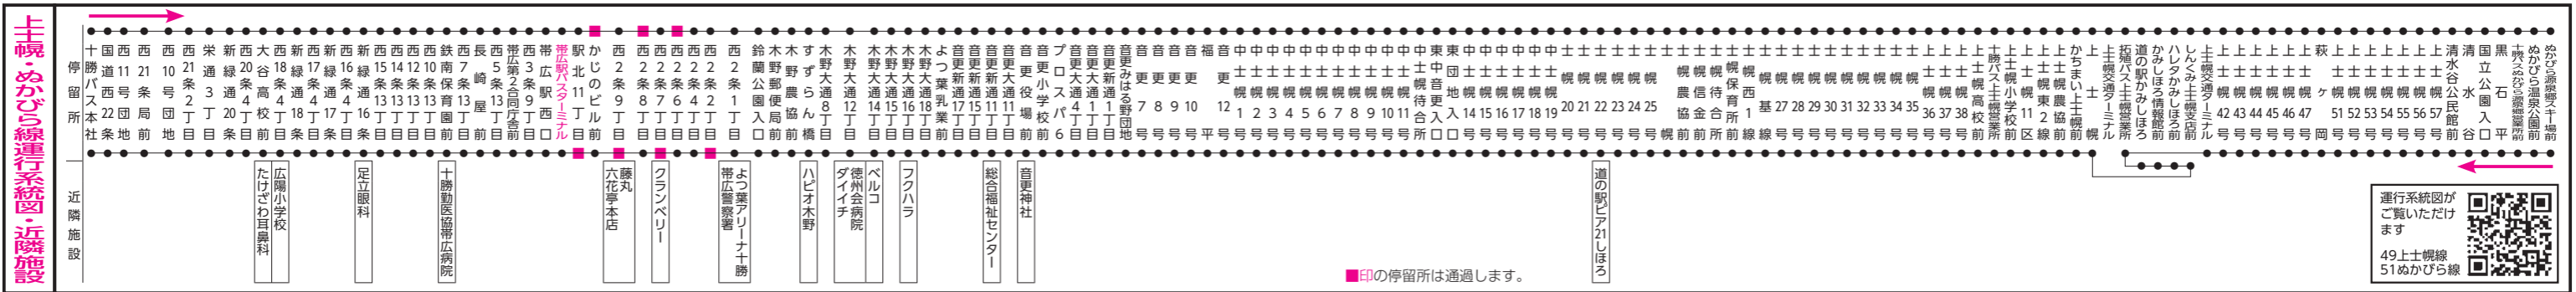 上士幌・ぬかびら線運行系統図・近隣施設
停留所
十勝バス本社
国道西22条
西11号団地
西21条局前
西10号団地
西21条2丁目
栄通3丁目
新緑通20条
西20条4丁目
大谷高校前
西18条4丁目
新緑通18条
西17条4丁目
新緑通17条
西16条4丁目
新緑通16条
西15条13丁目
西14条13丁目
西12条13丁目
西10条13丁目
鉄南保育園前
西7条13丁目
長崎屋前
西5条13丁目
帯広第2合同庁舎前
西3条9丁目
帯広駅西口
帯広駅バスターミナル
駅北11丁目
かじのビル前
西2条9丁目
西2条8丁目
西2条7丁目
西2条6丁目
西2条4丁目
西2条2丁目
西2条1丁目
鈴蘭公園入口
木野郵便局前
木野農協前
すずらん橋
木野大通8丁目
木野大通12丁目
木野大通14丁目
木野大通15丁目
木野大通16丁目
木野大通18丁目
よつ葉乳業前
音更新通17丁目
音更新通15丁目
音更新通11丁目
音更新通11丁目
音更役場前
音更小学校前
プロスパ6
音更大通4丁目
音更大通1丁目
音更新通1丁目
音更みはる野団地
音更7号
音更8号
音更9号
音更10号
福平
音更12号
中士幌1号
中士幌2号
中士幌3号
中士幌4号
中士幌5号
中士幌6号
中士幌7号
中士幌8号
中士幌9号
中士幌10号
中士幌11号
中士幌待合所
東中音更入口
東団地入口
中士幌14号
中士幌15号
中士幌16号
中士幌17号
中士幌18号
中士幌19号
士幌20号
士幌21号
士幌22号
士幌23号
士幌24号
士幌25号
士幌
士幌農協前
士幌信金前
士幌待合所
士幌保育所前
士幌西1線
士幌基線
士幌27号
士幌28号
士幌29号
士幌30号
士幌31号
士幌32号
士幌33号
士幌34号
士幌35号
上士幌36号
上士幌37号
上士幌38号
上士幌高校前
十勝バス上士幌営業所
上士幌小学校前
上士幌11区
上士幌東2線
上士幌農協前
かちまい上士幌前
上士幌
上士幌交通ターミナル
拓殖バス上士幌営業所
道の駅かみしほろ
かみしほろ情報館前
ハレタかみしほろ前
しんくみ上士幌支店前
上士幌交通ターミナル
上士幌42号
上士幌43号
上士幌44号
上士幌45号
上士幌46号
上士幌47号
萩ヶ岡
上士幌51号
上士幌52号
上士幌53号
上士幌54号
上士幌55号
上士幌56号
上士幌57号
清水谷公民館前
清水谷
国立公園入口
黒石平
十勝バスぬかびら源泉郷営業所前
ぬかびら温泉公園前
ぬかびら源泉郷スキー場前
近隣施設
たけざわ耳鼻科
広陽小学校
足立眼科
十勝勤医協帯広病院
六花亭本店
藤丸
クランベリー
帯広警察署
よつ葉アリーナ十勝
ハピオ木野
ダイイチ
徳州会病院
ベルコ
フクハラ
総合福祉センター
音更神社
道の駅ピア21しほろ
■印の停留所は通過します。
運行系統図が
ご覧いただけ
ます
49上士幌線
51ぬかびら線